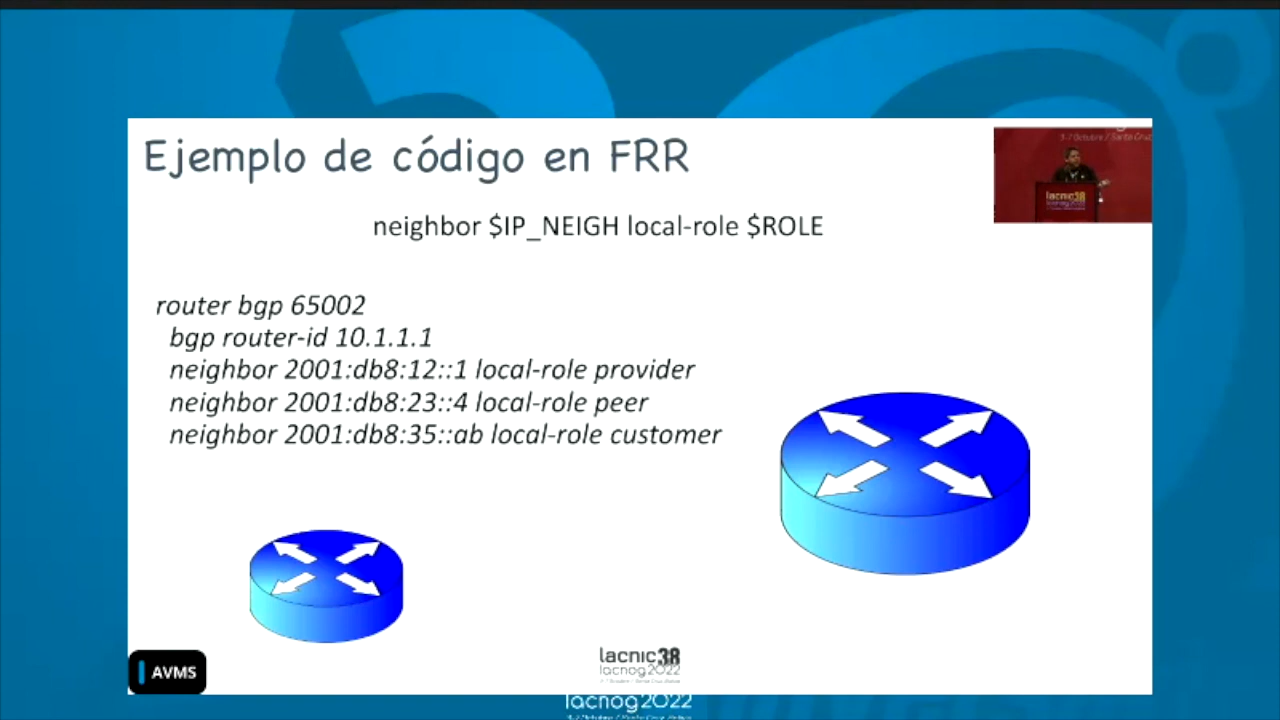 Ejemplo de código en FRR
neighbor $IP_NEIGH local-role $ROLE
router bgp 65002
bgp router-id 10.1.1.1
neighbor 2001:db8:12::1 local-role provider
neighbor 2001:db8:23::4 local-role peer
neighbor 2001:db8:35::ab local-role customer
lacnic38
lacnog2022
AVMS
lacnic38
lacnog2022
lacnog2022